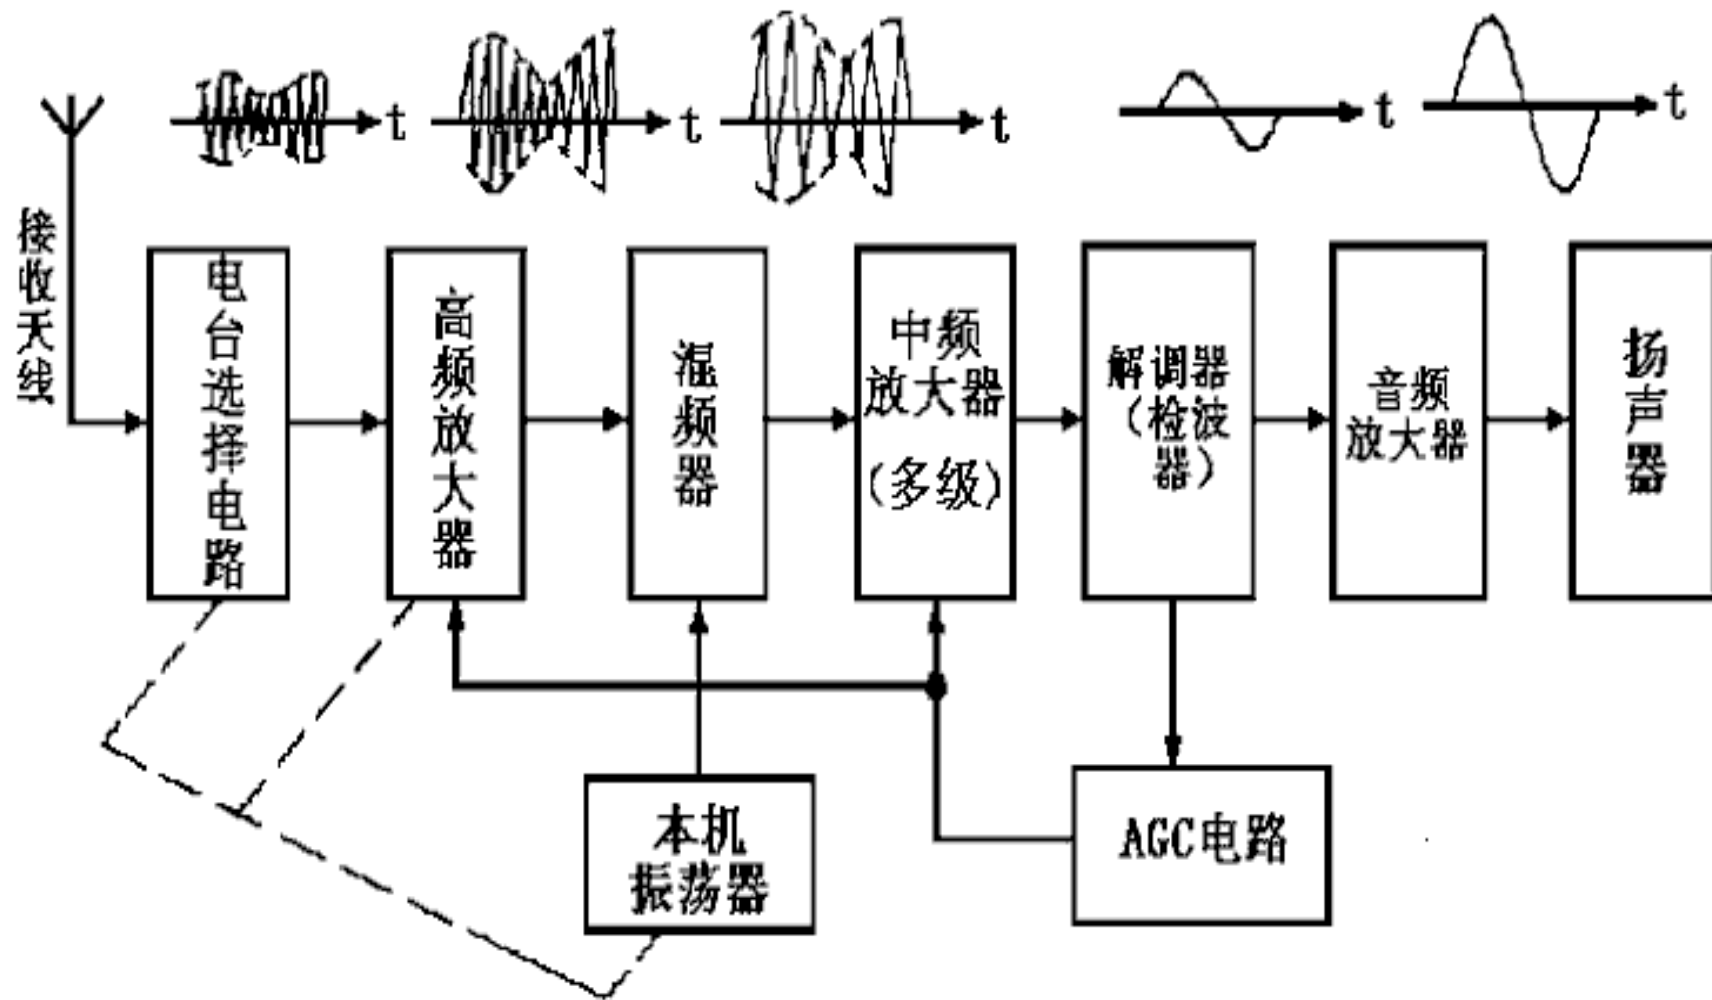 t
t
t
t
t
接收天线
电台选择电路
高频放大器
混频器
中频
放大器
(多级)
解调器
(检波
器)
音频
放大器
扬声器
本机
振荡器
AGC电路